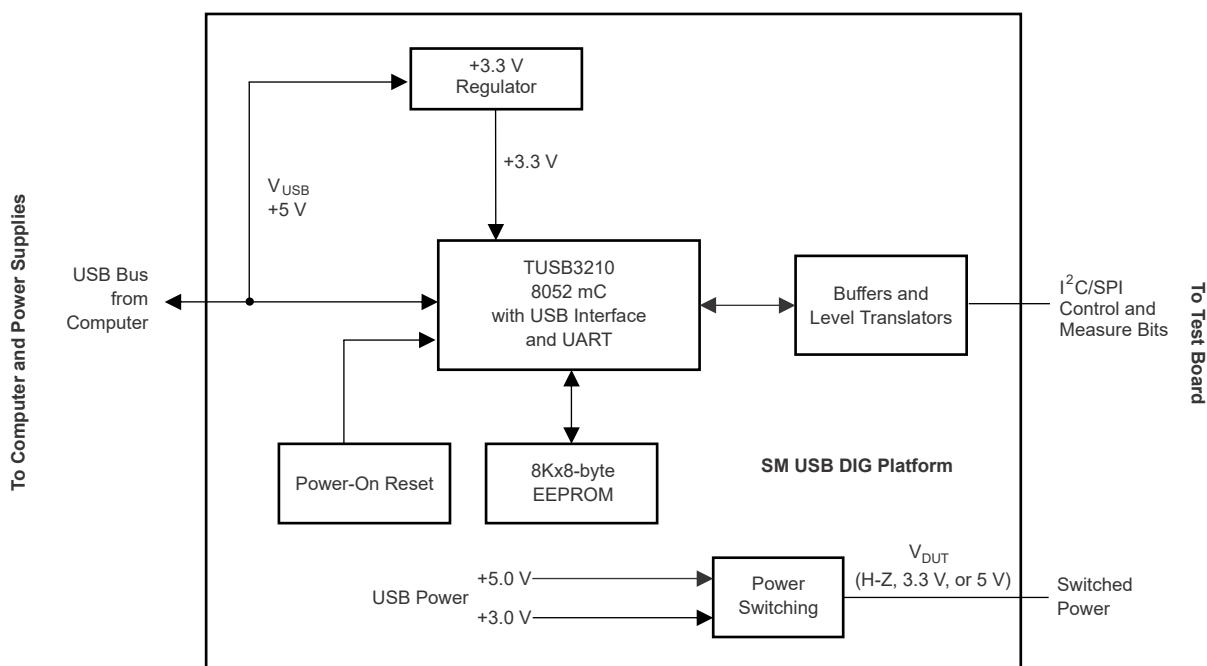 +3.3 V
Regulator
+3.3 V
V_USB
+5 V
To Computer and Power Supplies
USB Bus
from
Computer
TUSB3210
8052 mC
with USB Interface
and UART
Buffers and
Level Translators
I²C/SPI
Control and
Measure Bits
To Test Board
Power-On Reset
8Kx8-byte
EEPROM
SM USB DIG Platform
USB Power
+5.0 V
+3.0 V
Power
Switching
V_DUT
(H-Z, 3.3 V, or 5 V)
Switched
Power